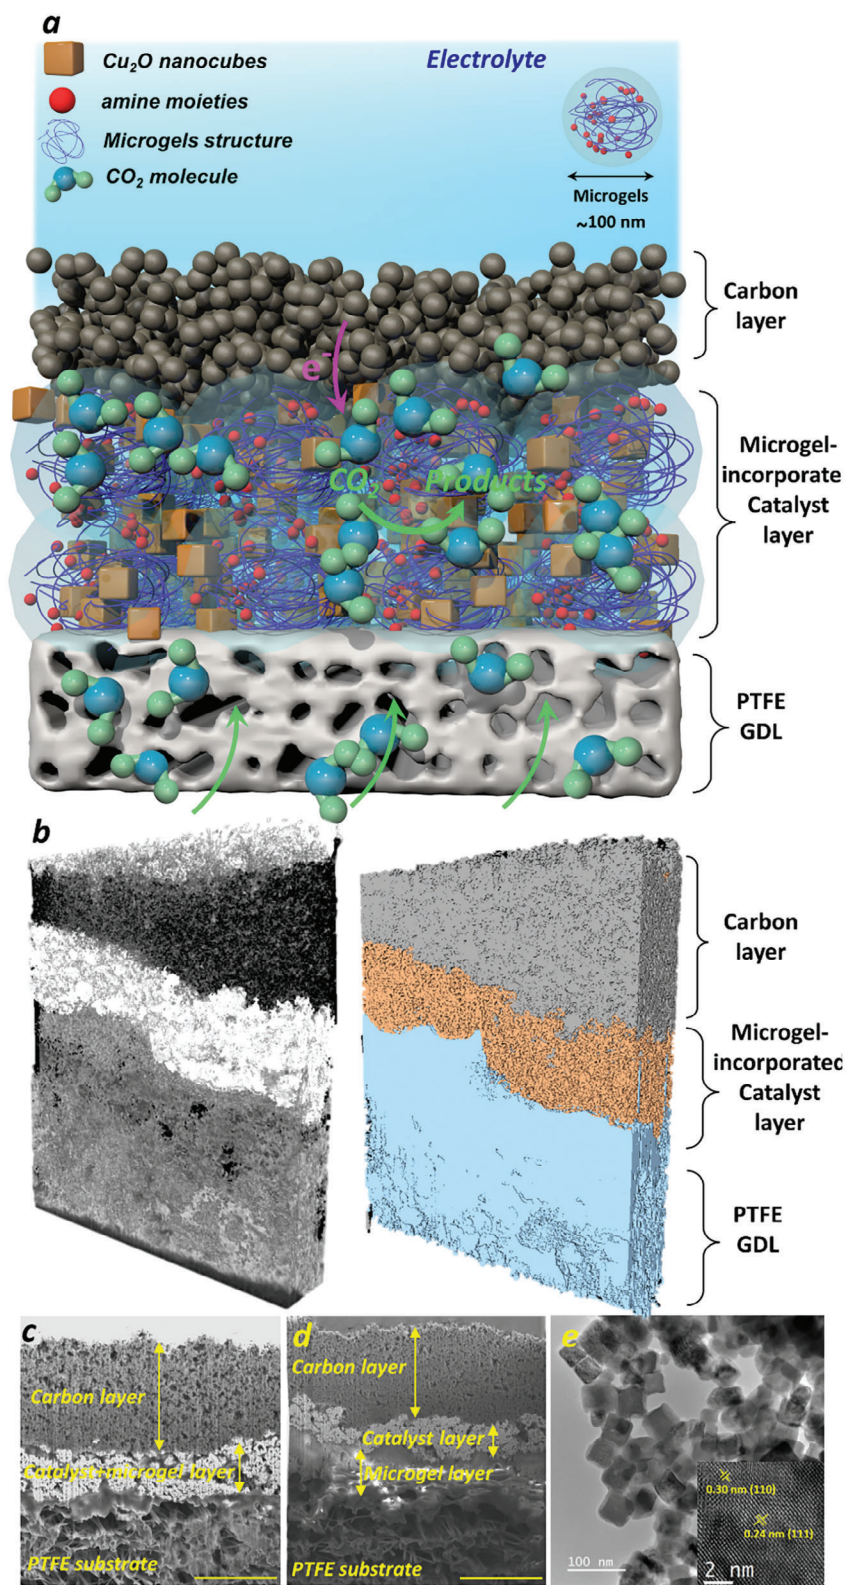 a
Cu₂O nanocubes
amine moieties
Microgels structure
CO₂ molecule
Electrolyte
Microgels
~100 nm
Carbon
layer
e⁻
CO₂ Products
Microgel-
incorporate
Catalyst
layer
PTFE
GDL
b
Carbon
layer
Microgel-
incorporated
Catalyst
layer
PTFE
GDL
c
Carbon layer
Catalyst+microgel layer
PTFE substrate
d
Carbon layer
Catalyst layer
Microgel layer
PTFE substrate
e
0.30 nm (110)
0.24 nm (111)
100 nm
2 nm